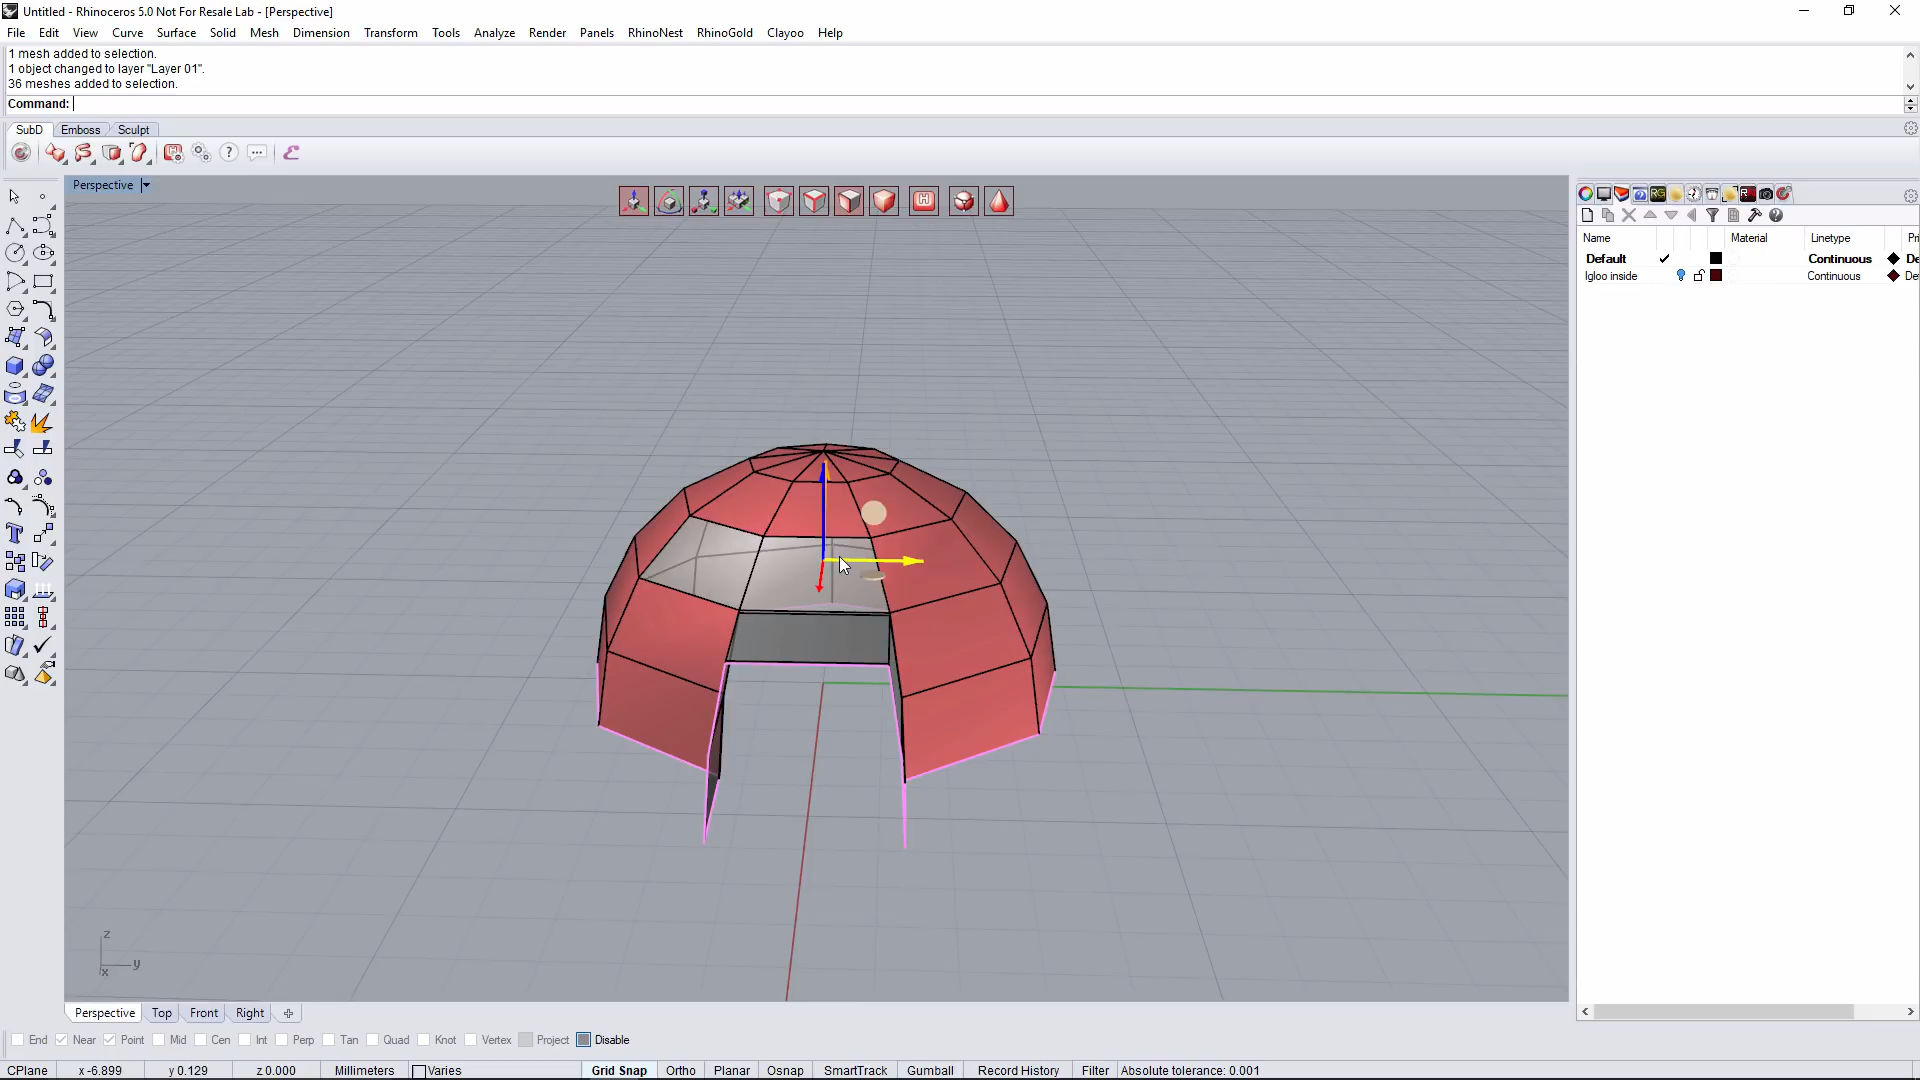 Untitled - Rhinoceros 5.0 Not For Resale Lab - [Perspective]
File Edit View Curve Surface Solid Mesh Dimension Transform Tools Analyze Render Panels RhinoNest RhinoGold Clayoo Help
1 mesh added to selection.
1 object changed to layer "Layer 01".
36 meshes added to selection.
Command:
SubD Emboss Sculpt
Perspective
Name Material Linetype Pri
Default Continuous De
Igloo inside Continuous De
z
y
x
Perspective Top Front Right
End Near Point Mid Cen Int Perp Tan Quad Knot Vertex Project Disable
CPlane x -6.899 y 0.129 z 0.000 Millimeters Varies Grid Snap Ortho Planar Osnap SmartTrack Gumball Record History Filter Absolute tolerance: 0.001